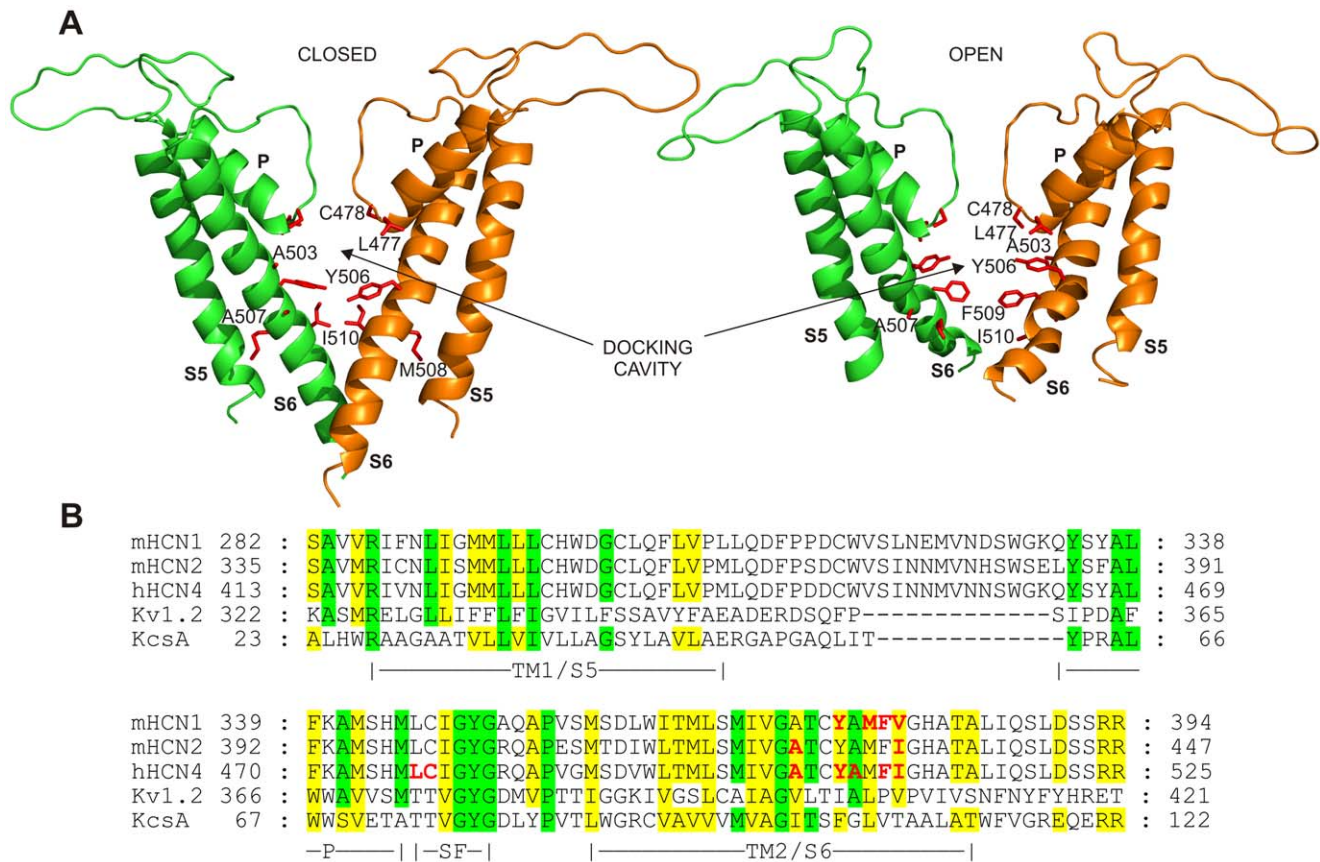 A
CLOSED
OPEN
P
P
P
P
C478
L477
A503
Y506
A507
I510
M508
S5
S6
S6
S5
DOCKING
CAVITY
C478
L477
A503
Y506
F509
A507
I510
S5
S6
S6
S5
B
mHCN1 282 : SAVVRIFNLIGMMLLLCHWDGCLQFLVPLLQDFPPDCWVSLNEMVNDSWGKQYSYAL : 338
mHCN2 335 : SAVMRICNLISMMLLLCHWDGCLQFLVPMLQDFPSDCWVSINNMVNHSWSELYSFAL : 391
hHCN4 413 : SAVVRIVNLIGMMLLLCHWDGCLQFLVPMLQDFPDDCWVSINNMVNNSWGKQYSYAL : 469
Kv1.2 322 : KASMRELGLLIFFLFIGVILFSSAVYFAEADERDSQFP-------------SIPDAF : 365
KcsA 23 : ALHWRAAGAATVLLVIVLLAGSYLAVLAERGAPGAQLIT-------------YPRAL : 66
|————TM1/S5————| |————
mHCN1 339 : FKAMSHMLCIGYGAQAPVSMSDLWITMLSMIVGATCYAMFVGHATALIQSLDSSRR : 394
mHCN2 392 : FKAMSHMLCIGYGRQAPESMTDIWLTMLSMIVGATCYAMFIGHATALIQSLDSSRR : 447
hHCN4 470 : FKAMSHMLCIGYGRQAPVGMSDVWLTMLSMIVGATCYAMFIGHATALIQSLDSSRR : 525
Kv1.2 366 : WWAVVSMTTVGYGDMVPTTIGGKIVGSLCAIAGVLTIALPVPVIVSNFNYFYHRET : 421
KcsA 67 : WWSVETATTVGYGDLYPVTLWGRCVAVVVMVAGITSFGLVTAALATWFVGREQERR : 122
—P———||—SF—| |————TM2/S6————|